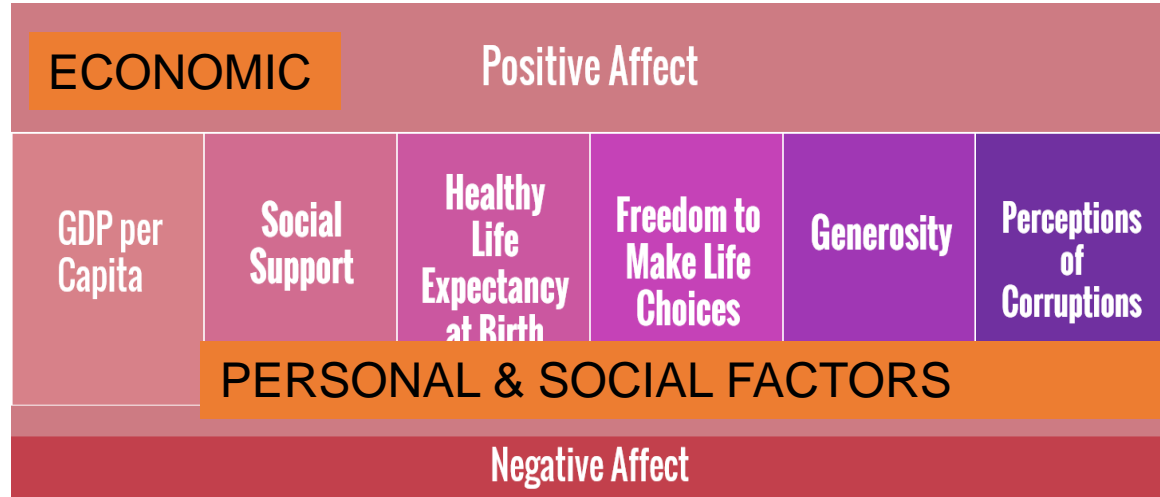 ECONOMIC
Positive Affect
GDP per
Capita
Social
Support
Healthy
Life
Expectancy
at Birth
Freedom to
Make Life
Choices
Generosity
Perceptions
of
Corruptions
PERSONAL & SOCIAL FACTORS
Negative Affect